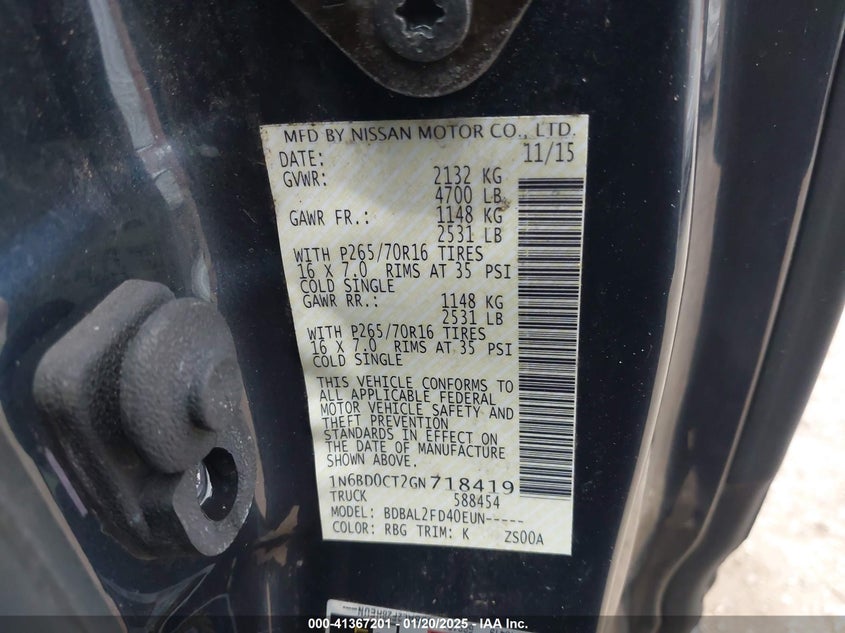 MFD BY NISSAN MOTOR CO., LTD.
DATE: 11/15
GVWR: 2132 KG
4700 LB
GAWR FR.: 1148 KG
2531 LB
WITH P265/70R16 TIRES
16 X 7.0 RIMS AT 35 PSI
COLD SINGLE
GAWR RR.: 1148 KG
2531 LB
WITH P265/70R16 TIRES
16 X 7.0 RIMS AT 35 PSI
COLD SINGLE
THIS VEHICLE CONFORMS TO
ALL APPLICABLE FEDERAL
MOTOR VEHICLE SAFETY AND
THEFT PREVENTION
STANDARDS IN EFFECT ON
THE DATE OF MANUFACTURE
SHOWN ABOVE.
1N6BD0CT2GN718419
TRUCK 588454
MODEL: BDBAL2FD40EUN-----
COLOR: RBG TRIM: K ZS00A
000-41367201 - 01/20/2025 - IAAI.com